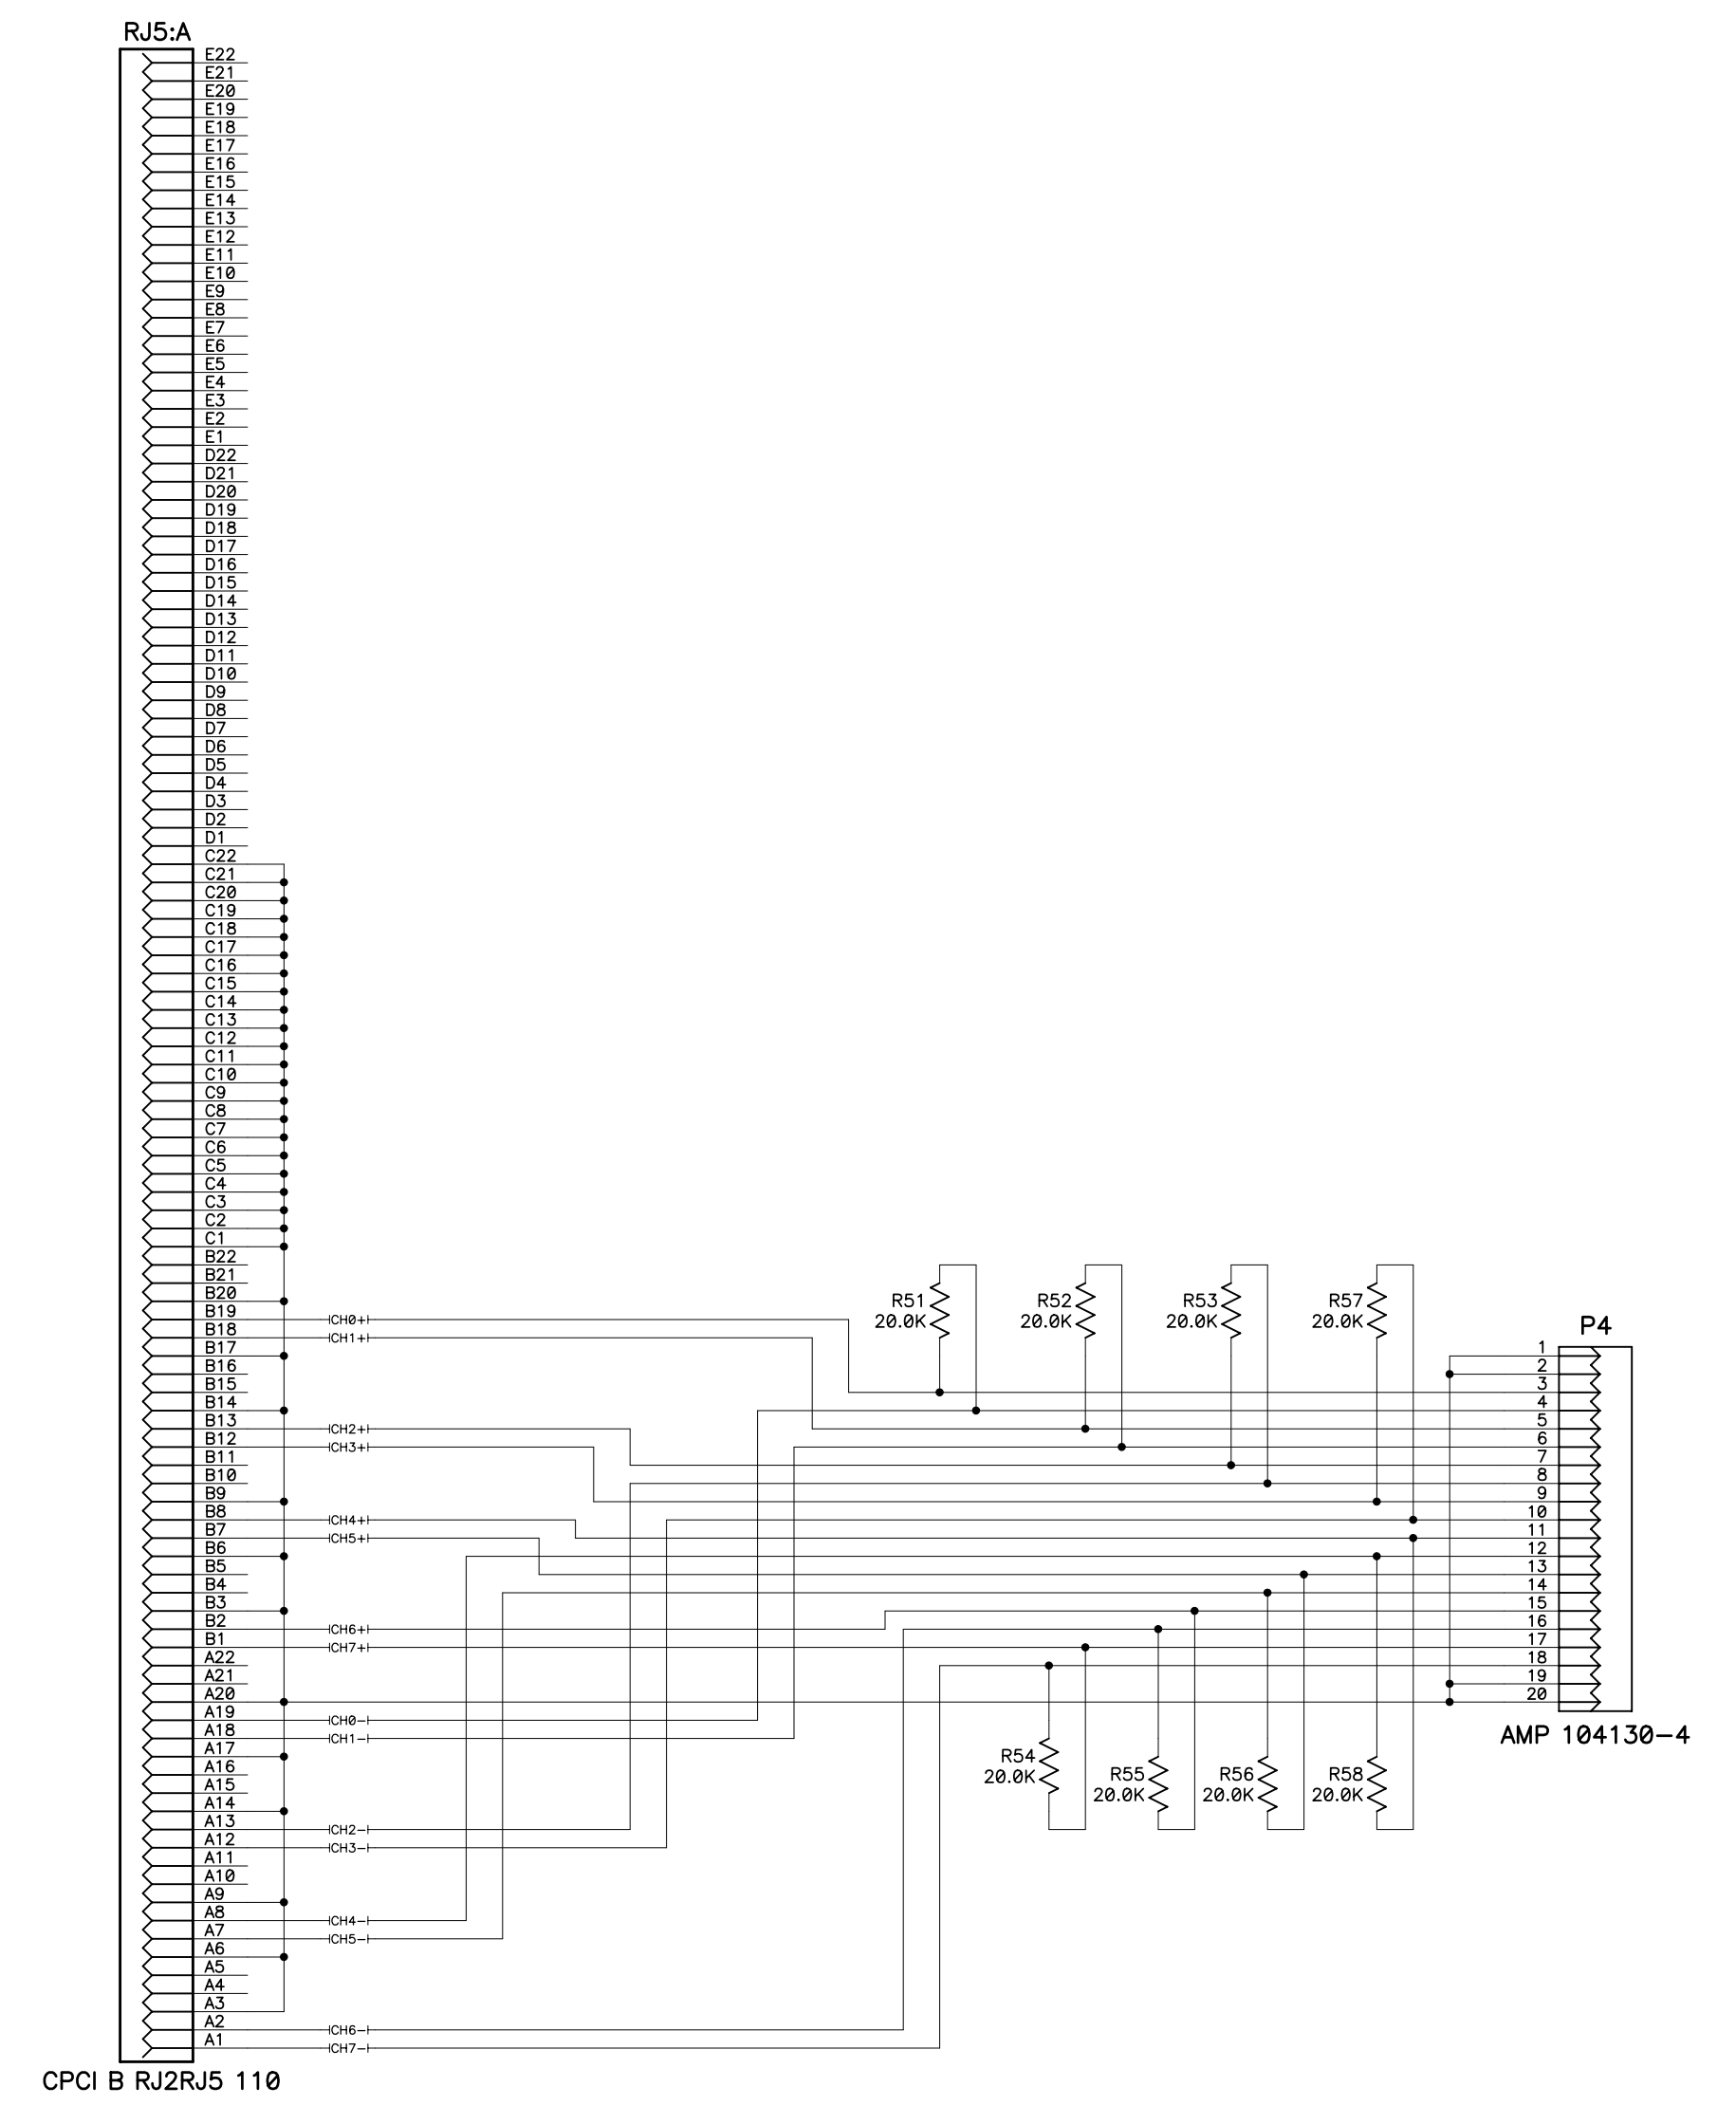 RJ5:A
E22
E21
E20
E19
E18
E17
E16
E15
E14
E13
E12
E11
E10
E9
E8
E7
E6
E5
E4
E3
E2
E1
D22
D21
D20
D19
D18
D17
D16
D15
D14
D13
D12
D11
D10
D9
D8
D7
D6
D5
D4
D3
D2
D1
C22
C21
C20
C19
C18
C17
C16
C15
C14
C13
C12
C11
C10
C9
C8
C7
C6
C5
C4
C3
C2
C1
B22
B21
B20
B19
B18
B17
B16
B15
B14
B13
B12
B11
B10
B9
B8
B7
B6
B5
B4
B3
B2
B1
A22
A21
A20
A19
A18
A17
A16
A15
A14
A13
A12
A11
A10
A9
A8
A7
A6
A5
A4
A3
A2
A1
CPCI B RJ2RJ5 110
CH0+
CH1+
CH2+
CH3+
CH4+
CH5+
CH6+
CH7+
CH0-
CH1-
CH2-
CH3-
CH4-
CH5-
CH6-
CH7-
R51
20.0K
R52
20.0K
R53
20.0K
R57
20.0K
R54
20.0K
R55
20.0K
R56
20.0K
R58
20.0K
P4
1
2
3
4
5
6
7
8
9
10
11
12
13
14
15
16
17
18
19
20
AMP 104130-4